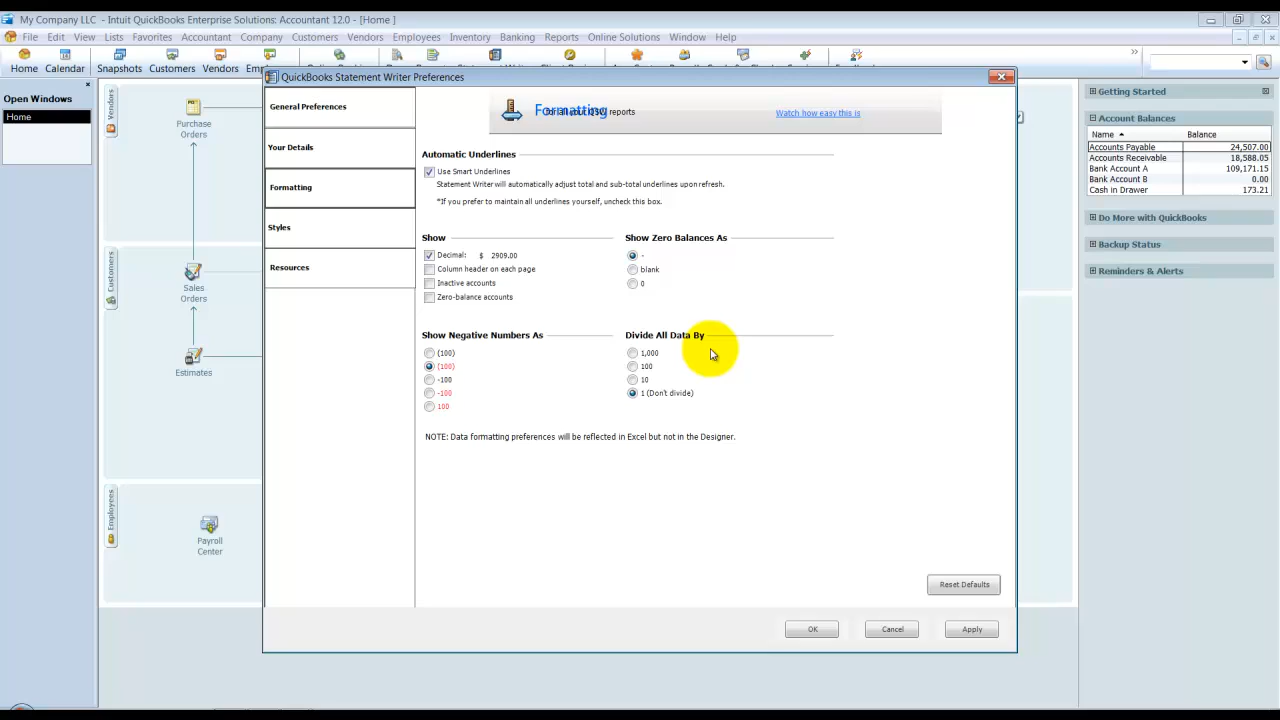 My Company LLC - Intuit QuickBooks Enterprise Solutions: Accountant 12.0 - [Home ]
File Edit View Lists Favorites Accountant Company Customers Vendors Employees Inventory Banking Reports Online Solutions Window Help
Home Calendar Snapshots Customers Vendors
QuickBooks Statement Writer Preferences
Open Windows
Home
Vendors
Purchase
Orders
Customers
Sales
Orders
Estimates
Employees
Payroll
Center
General Preferences
Your Details
Formatting
Styles
Resources
Formatting
for all your QSW reports
Watch how easy this is
Automatic Underlines
Use Smart Underlines
Statement Writer will automatically adjust total and sub-total underlines upon refresh.
*If you prefer to maintain all underlines yourself, uncheck this box.
Show
Decimal: $ 2909.00
Column header on each page
Inactive accounts
Zero-balance accounts
Show Zero Balances As
-
blank
0
Show Negative Numbers As
(100)
(100)
-100
-100
100
Divide All Data By
1,000
100
10
1 (Don't divide)
NOTE: Data formatting preferences will be reflected in Excel but not in the Designer.
Reset Defaults
OK Cancel Apply
Getting Started
Account Balances
Name Balance
Accounts Payable 24,507.00
Accounts Receivable 18,588.05
Bank Account A 109,171.15
Bank Account B 0.00
Cash in Drawer 173.21
Do More with QuickBooks
Backup Status
Reminders & Alerts